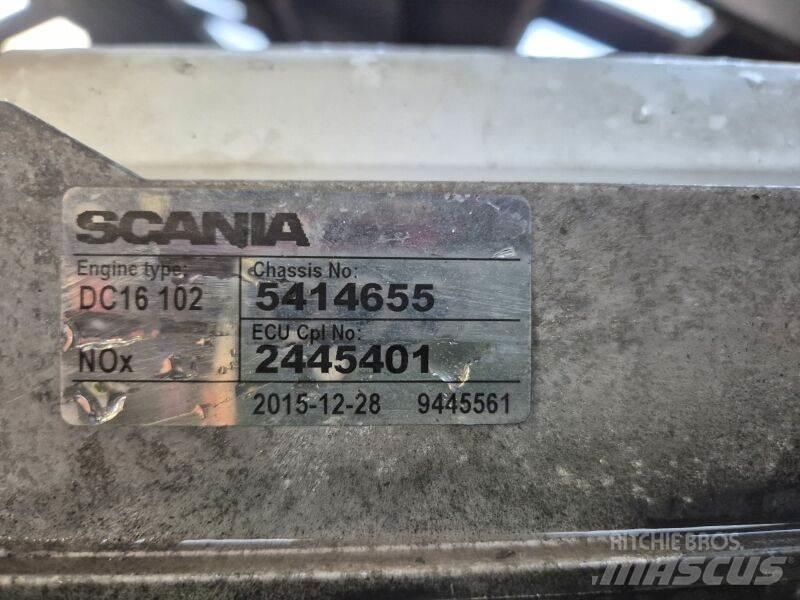 SCANIA
Engine type:
DC16 102
Chassis No:
5414655
NOx
ECU Cpl No:
2445401
2015-12-28 9445561
RITCHIE BROS.
MASCUS